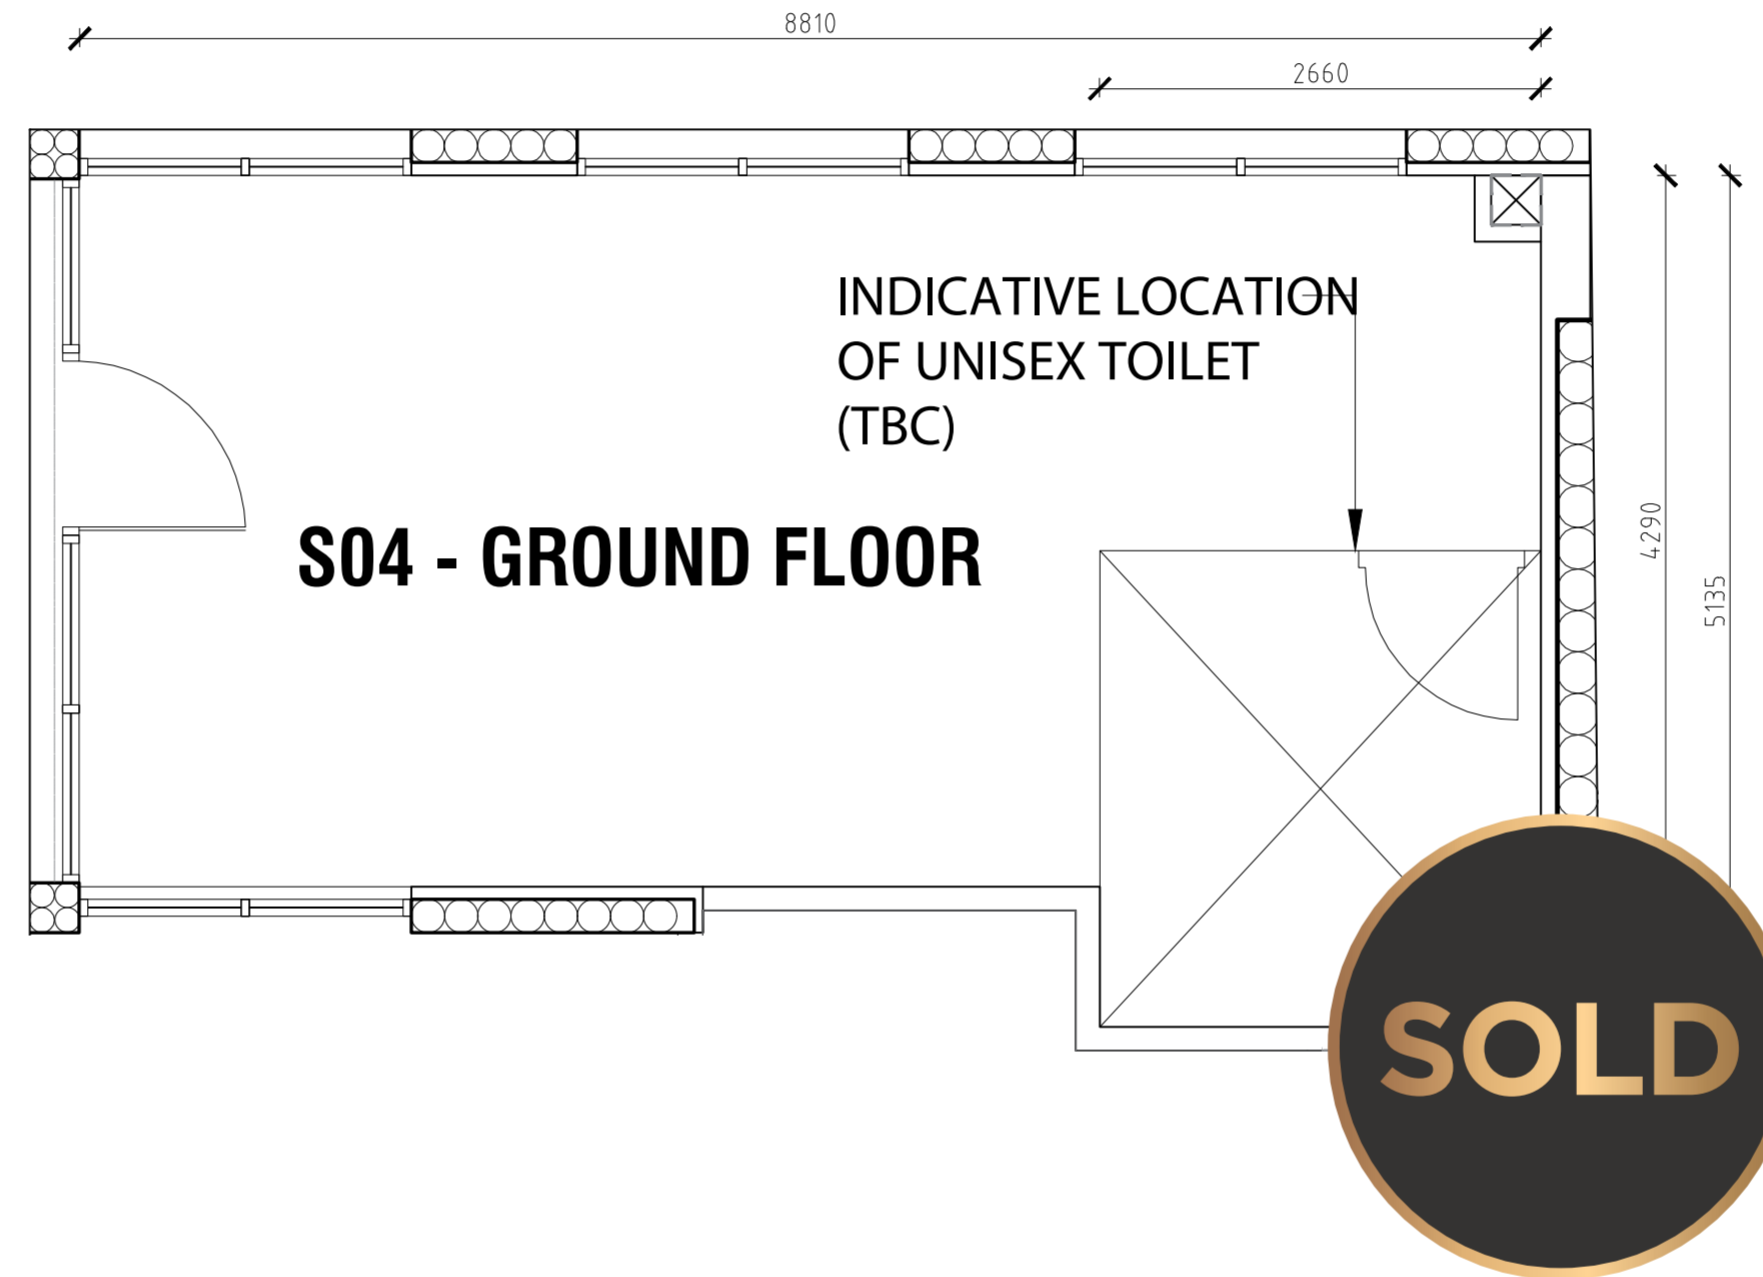 8810
2660
INDICATIVE LOCATION
OF UNISEX TOILET
(TBC)
S04 - GROUND FLOOR
4290
5135
SOLD